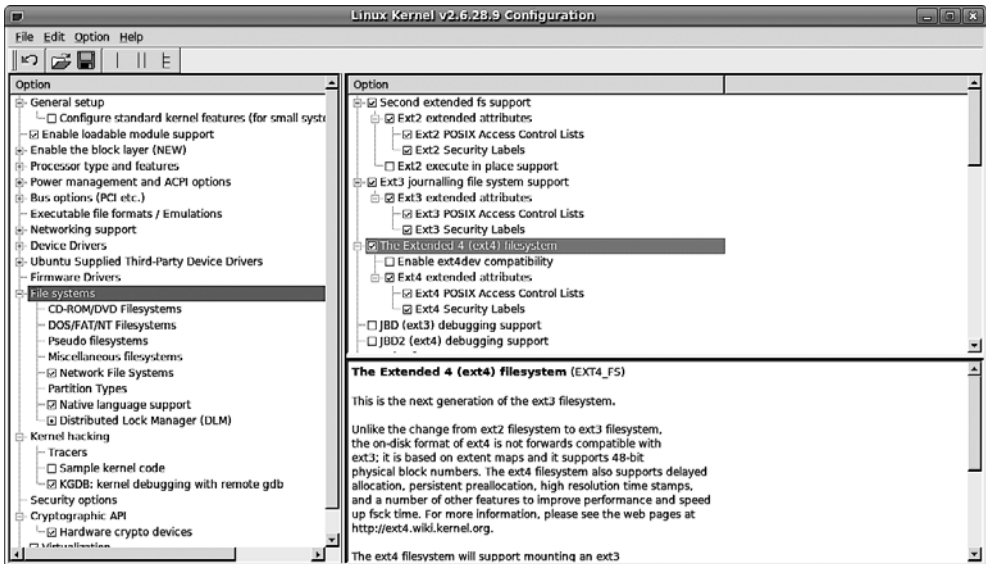 Linux Kernel v2.6.28.9 Configuration
File Edit Option Help
Option
General setup
Configure standard kernel features (for small syste
Enable loadable module support
Enable the block layer (NEW)
Processor type and features
Power management and ACPI options
Bus options (PCI etc.)
Executable file formats / Emulations
Networking support
Device Drivers
Ubuntu Supplied Third-Party Device Drivers
Firmware Drivers
File systems
CD-ROM/DVD Filesystems
DOS/FAT/NT Filesystems
Pseudo filesystems
Miscellaneous filesystems
Network File Systems
Partition Types
Native language support
Distributed Lock Manager (DLM)
Kernel hacking
Tracers
Sample kernel code
KGDB: kernel debugging with remote gdb
Security options
Cryptographic API
Hardware crypto devices
Virtualization
Option
Second extended fs support
Ext2 extended attributes
Ext2 POSIX Access Control Lists
Ext2 Security Labels
Ext2 execute in place support
Ext3 journalling file system support
Ext3 extended attributes
Ext3 POSIX Access Control Lists
Ext3 Security Labels
The Extended 4 (ext4) filesystem
Enable ext4dev compatibility
Ext4 extended attributes
Ext4 POSIX Access Control Lists
Ext4 Security Labels
JBD (ext3) debugging support
JBD2 (ext4) debugging support
The Extended 4 (ext4) filesystem (EXT4_FS)
This is the next generation of the ext3 filesystem.
Unlike the change from ext2 filesystem to ext3 filesystem,
the on-disk format of ext4 is not forwards compatible with
ext3; it is based on extent maps and it supports 48-bit
physical block numbers. The ext4 filesystem also supports delayed
allocation, persistent preallocation, high resolution time stamps,
and a number of other features to improve performance and speed
up fsck time. For more information, please see the web pages at
http://ext4.wiki.kernel.org.
The ext4 filesystem will support mounting an ext3